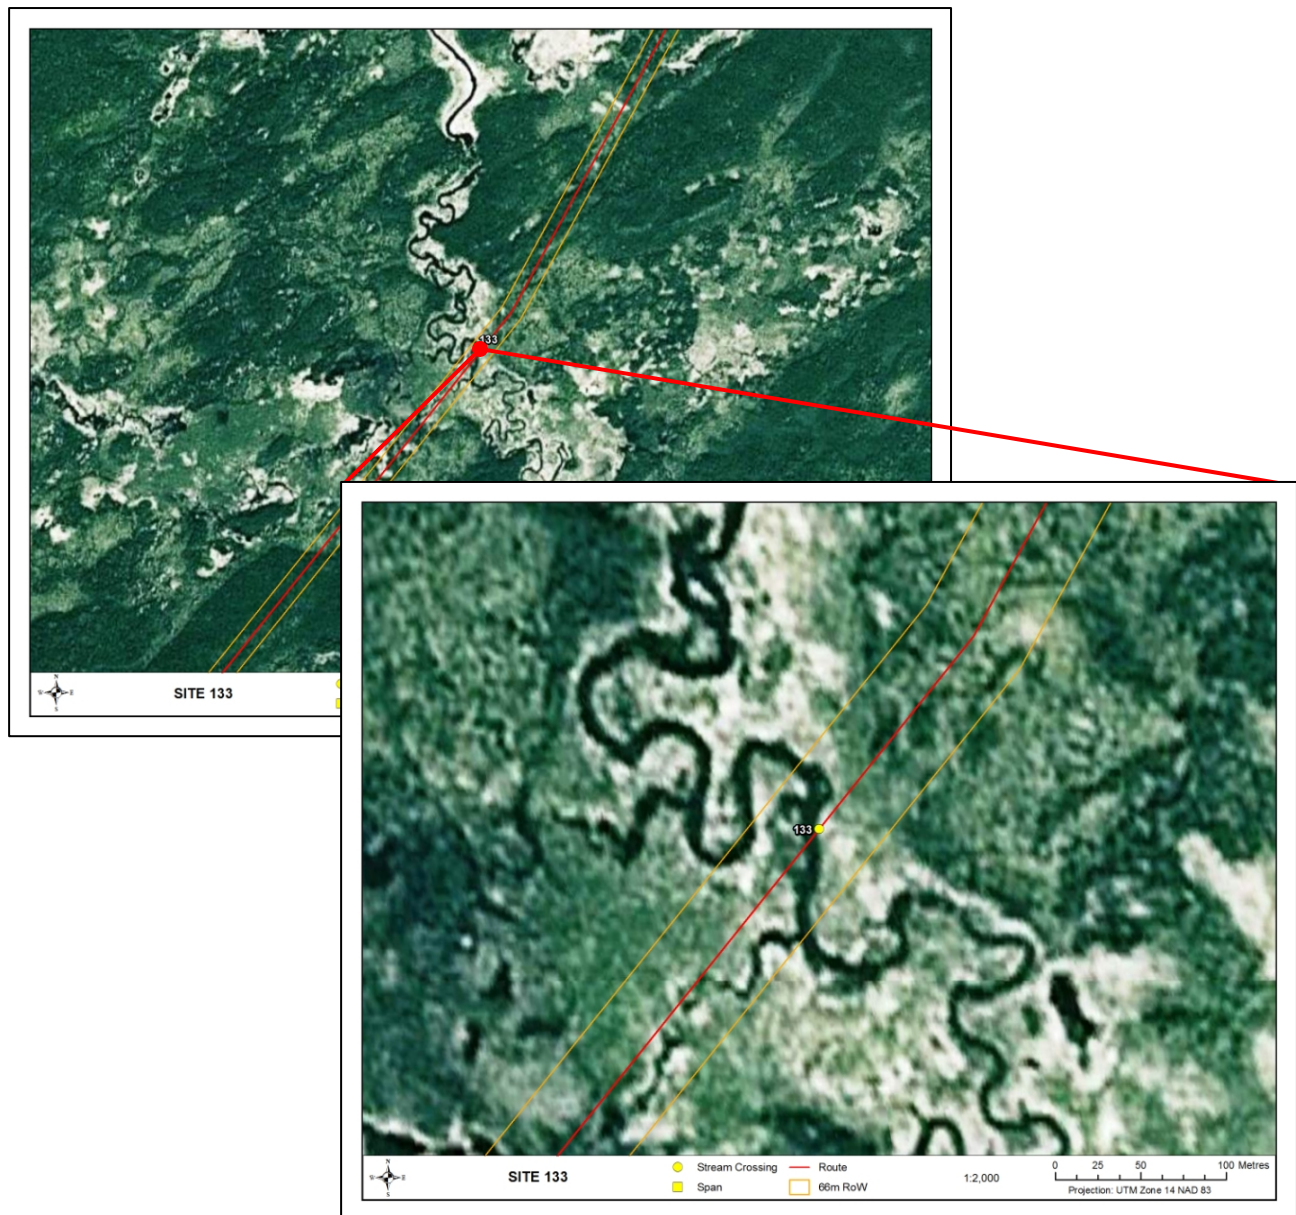 133
N
W E
S
SITE 133
133
N
W E
S
SITE 133
Stream Crossing
Span
Route
66m RoW
1:2,000
0 25 50 100 Metres
Projection: UTM Zone 14 NAD 83